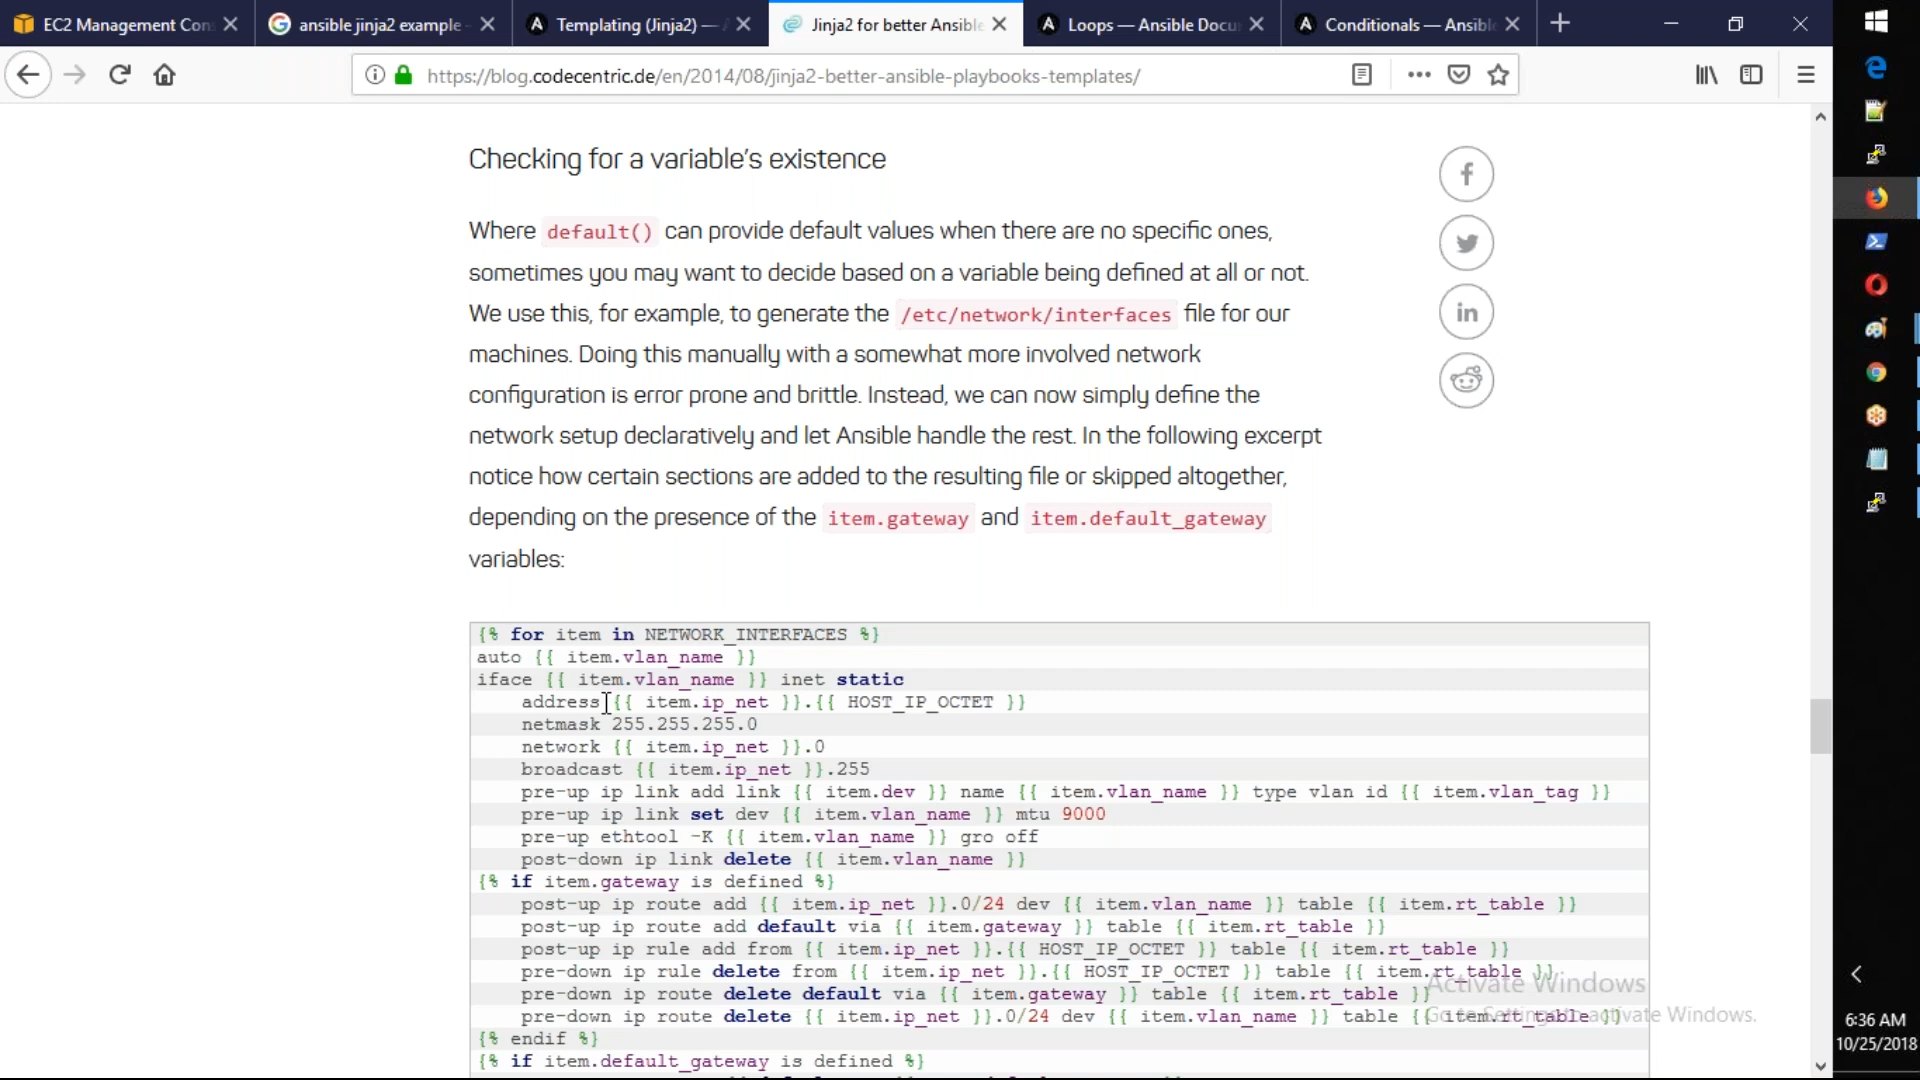 EC2 Management Con
ansible jinja2 example -
Templating (Jinja2) —
Jinja2 for better Ansible
Loops — Ansible Docu
Conditionals — Ansible
https://blog.codecentric.de/en/2014/08/jinja2-better-ansible-playbooks-templates/
Checking for a variable's existence
Where default() can provide default values when there are no specific ones,
sometimes you may want to decide based on a variable being defined at all or not.
We use this, for example, to generate the /etc/network/interfaces file for our
machines. Doing this manually with a somewhat more involved network
configuration is error prone and brittle. Instead, we can now simply define the
network setup declaratively and let Ansible handle the rest. In the following excerpt
notice how certain sections are added to the resulting file or skipped altogether,
depending on the presence of the item.gateway and item.default_gateway
variables:
{% for item in NETWORK_INTERFACES %}
auto {{ item.vlan_name }}
iface {{ item.vlan_name }} inet static
address {{ item.ip_net }}.{{ HOST_IP_OCTET }}
netmask 255.255.255.0
network {{ item.ip_net }}.0
broadcast {{ item.ip_net }}.255
pre-up ip link add link {{ item.dev }} name {{ item.vlan_name }} type vlan id {{ item.vlan_tag }}
pre-up ip link set dev {{ item.vlan_name }} mtu 9000
pre-up ethtool -K {{ item.vlan_name }} gro off
post-down ip link delete {{ item.vlan_name }}
{% if item.gateway is defined %}
post-up ip route add {{ item.ip_net }}.0/24 dev {{ item.vlan_name }} table {{ item.rt_table }}
post-up ip route add default via {{ item.gateway }} table {{ item.rt_table }}
post-up ip rule add from {{ item.ip_net }}.{{ HOST_IP_OCTET }} table {{ item.rt_table }}
pre-down ip rule delete from {{ item.ip_net }}.{{ HOST_IP_OCTET }} table {{ item.rt_table }}
pre-down ip route delete default via {{ item.gateway }} table {{ item.rt_table }}
pre-down ip route delete {{ item.ip_net }}.0/24 dev {{ item.vlan_name }} table {{ item.rt_table }}
{% endif %}
{% if item.default_gateway is defined %}
Activate Windows
Go to Settings to activate Windows.
6:36 AM
10/25/2018